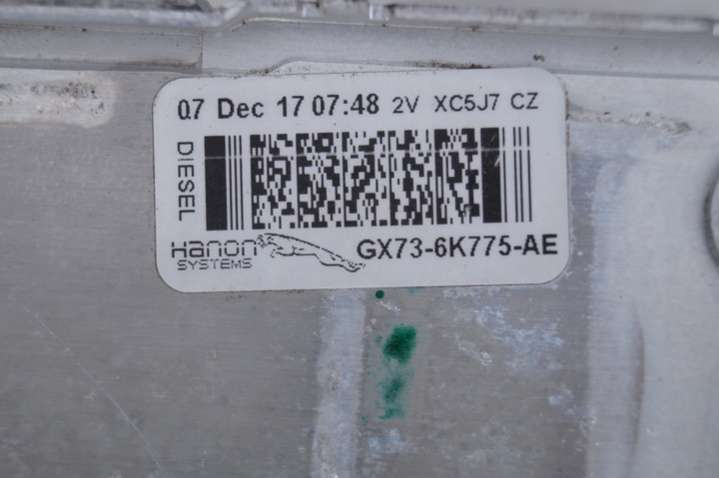 07 Dec 17 07:48 2V XC5J7 CZ
DIESEL
Hanon
SYSTEMS
GX73-6K775-AE